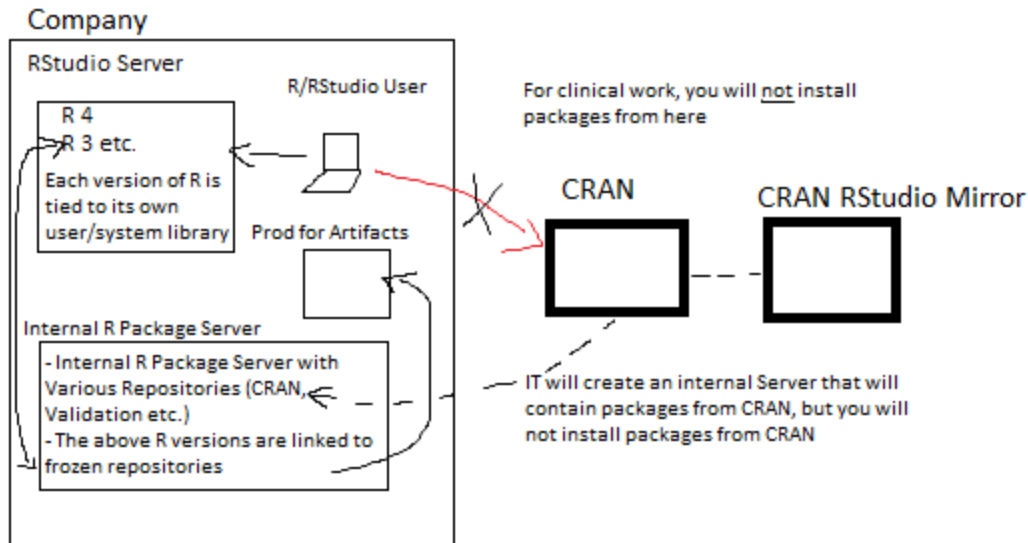 Company
RStudio Server
R/RStudio User
R 4
R 3 etc.
Each version of R is
tied to its own
user/system library
Prod for Artifacts
Internal R Package Server
- Internal R Package Server with
Various Repositories (CRAN,
Validation etc.)
- The above R versions are linked to
frozen repositories
For clinical work, you will not install
packages from here
CRAN
CRAN RStudio Mirror
IT will create an internal Server that will
contain packages from CRAN, but you will
not install packages from CRAN